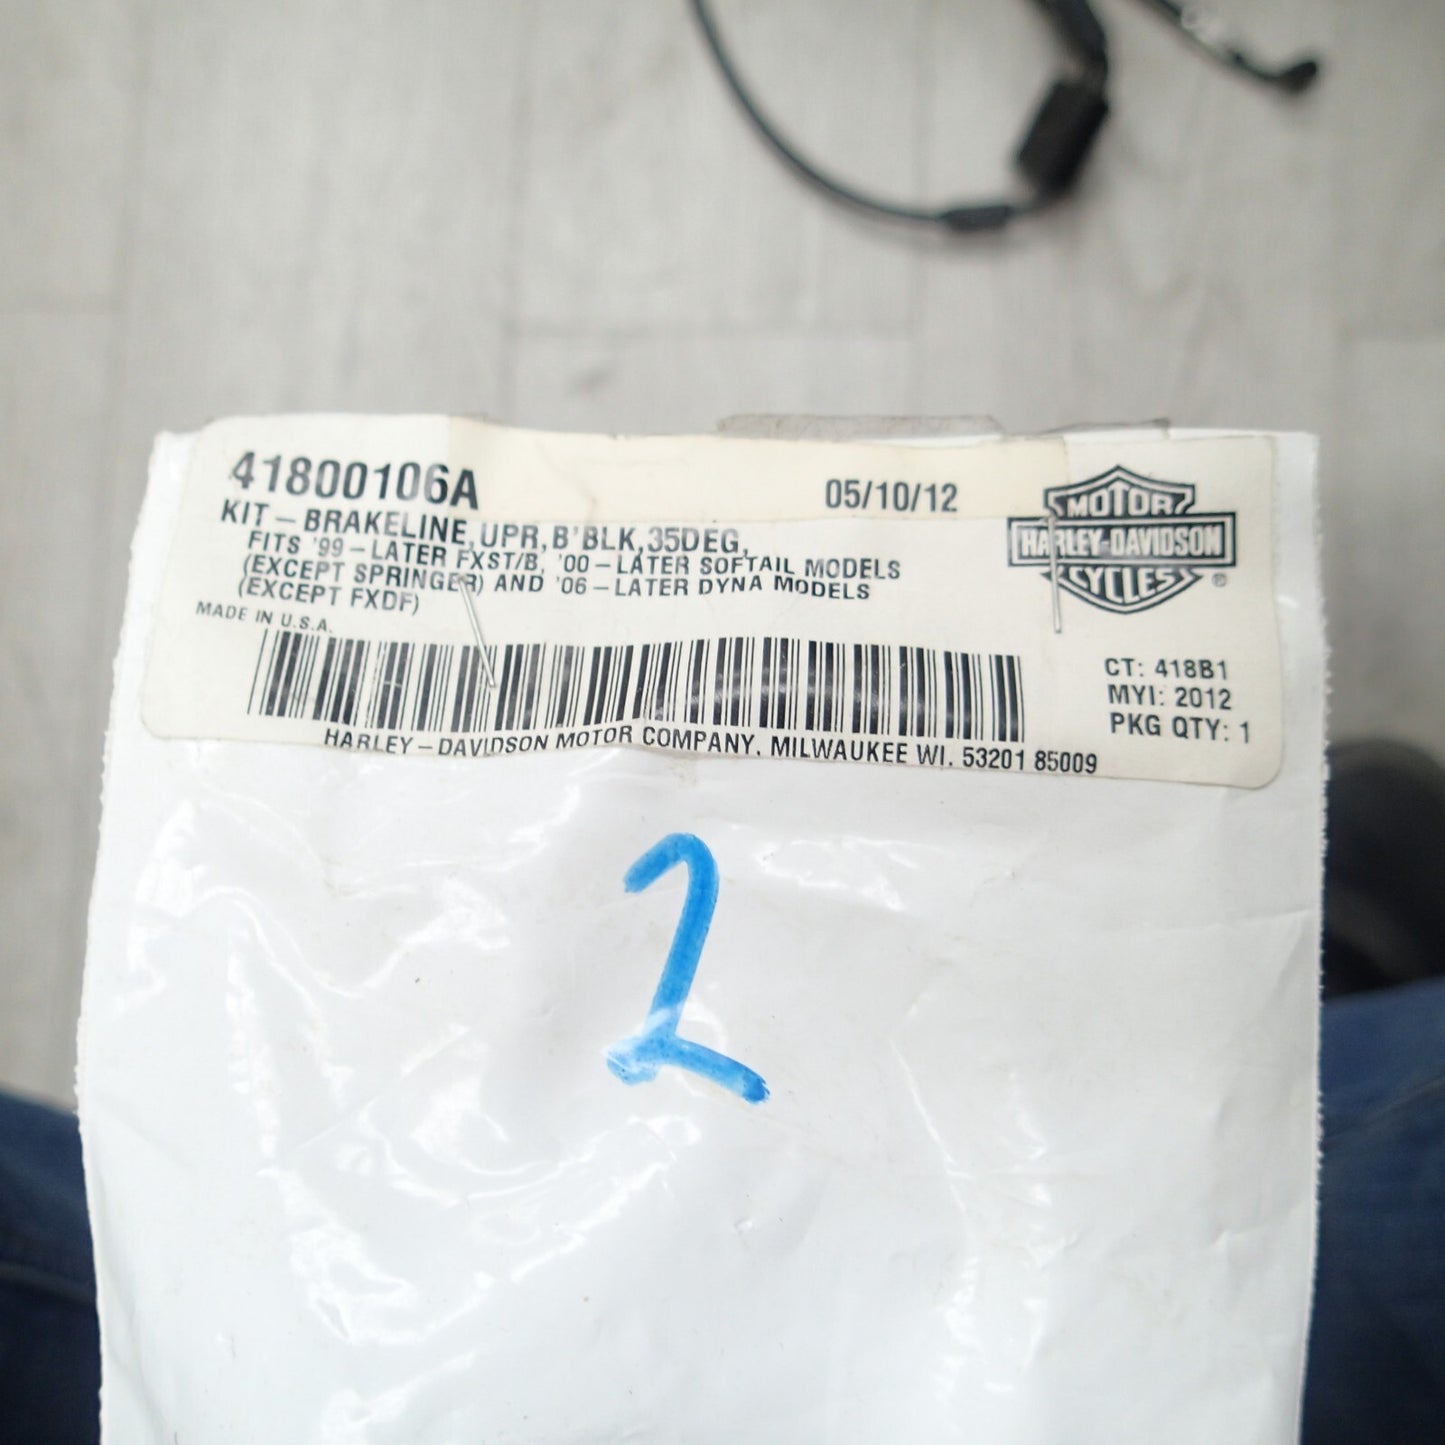 41800106A
05/10/12
KIT – BRAKELINE,UPR,B'BLK,35DEG,
FITS '99 – LATER FXST/B, '00 – LATER SOFTAIL MODELS
(EXCEPT SPRINGER) AND '06 – LATER DYNA MODELS
(EXCEPT FXDF)
MADE IN U.S.A.
MOTOR
HARLEY-DAVIDSON
CYCLES
®
CT: 418B1
MYI: 2012
PKG QTY: 1
HARLEY – DAVIDSON MOTOR COMPANY. MILWAUKEE WI. 53201 85009
2